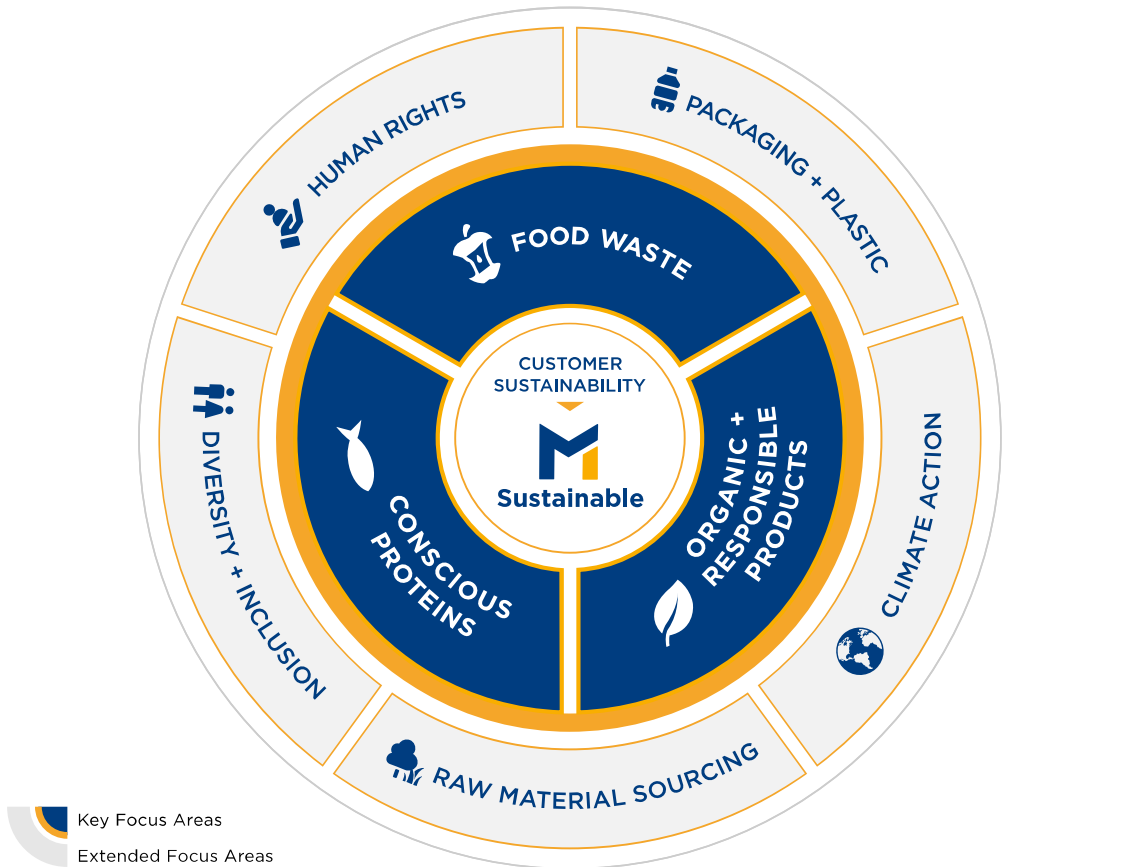 HUMAN RIGHTS
PACKAGING + PLASTIC
FOOD WASTE
CUSTOMER
SUSTAINABILITY
M
Sustainable
ORGANIC +
RESPONSIBLE
PRODUCTS
CONSCIOUS
PROTEINS
DIVERSITY + INCLUSION
CLIMATE ACTION
RAW MATERIAL SOURCING
Key Focus Areas
Extended Focus Areas